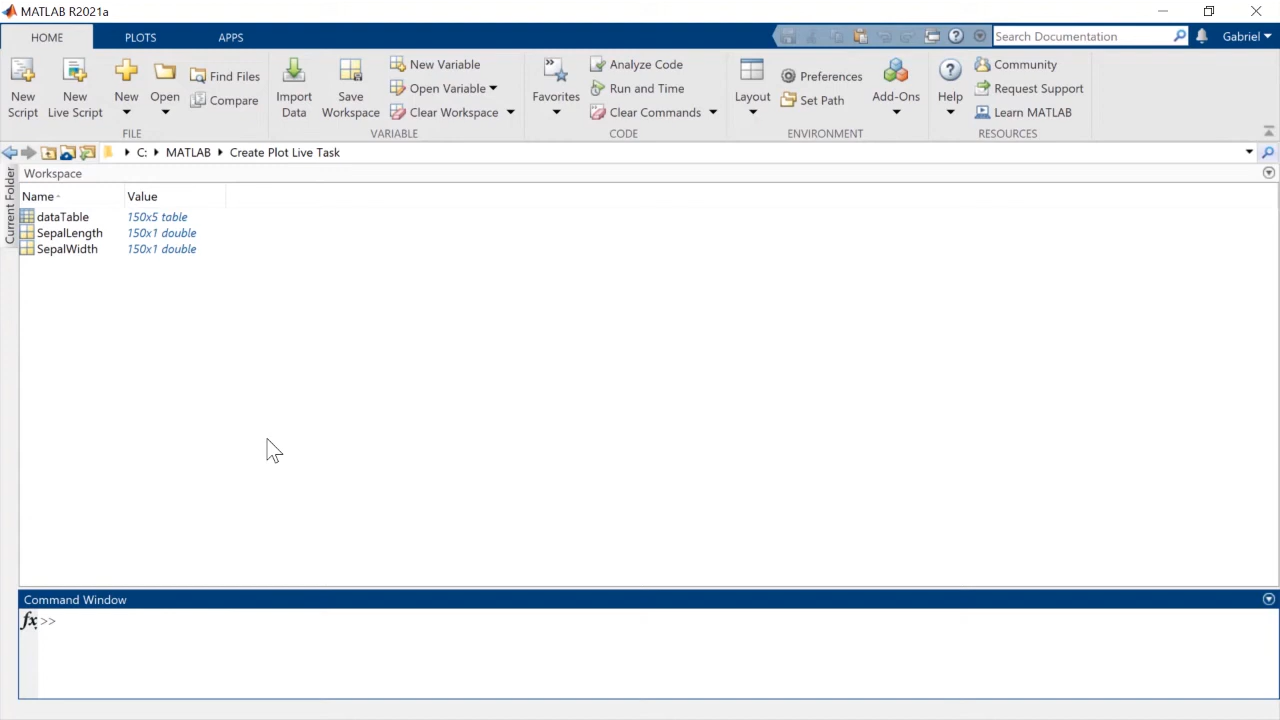 MATLAB R2021a
HOME PLOTS APPS
Search Documentation
Gabriel
New Script
New Live Script
New
Open
Find Files
Compare
FILE
Import Data
Save Workspace
New Variable
Open Variable
Clear Workspace
VARIABLE
Favorites
Analyze Code
Run and Time
Clear Commands
CODE
Layout
Preferences
Set Path
Add-Ons
ENVIRONMENT
Help
Community
Request Support
Learn MATLAB
RESOURCES
C: MATLAB Create Plot Live Task
Current Folder
Workspace
Name Value
dataTable 150x5 table
SepalLength 150x1 double
SepalWidth 150x1 double
Command Window
fx >>